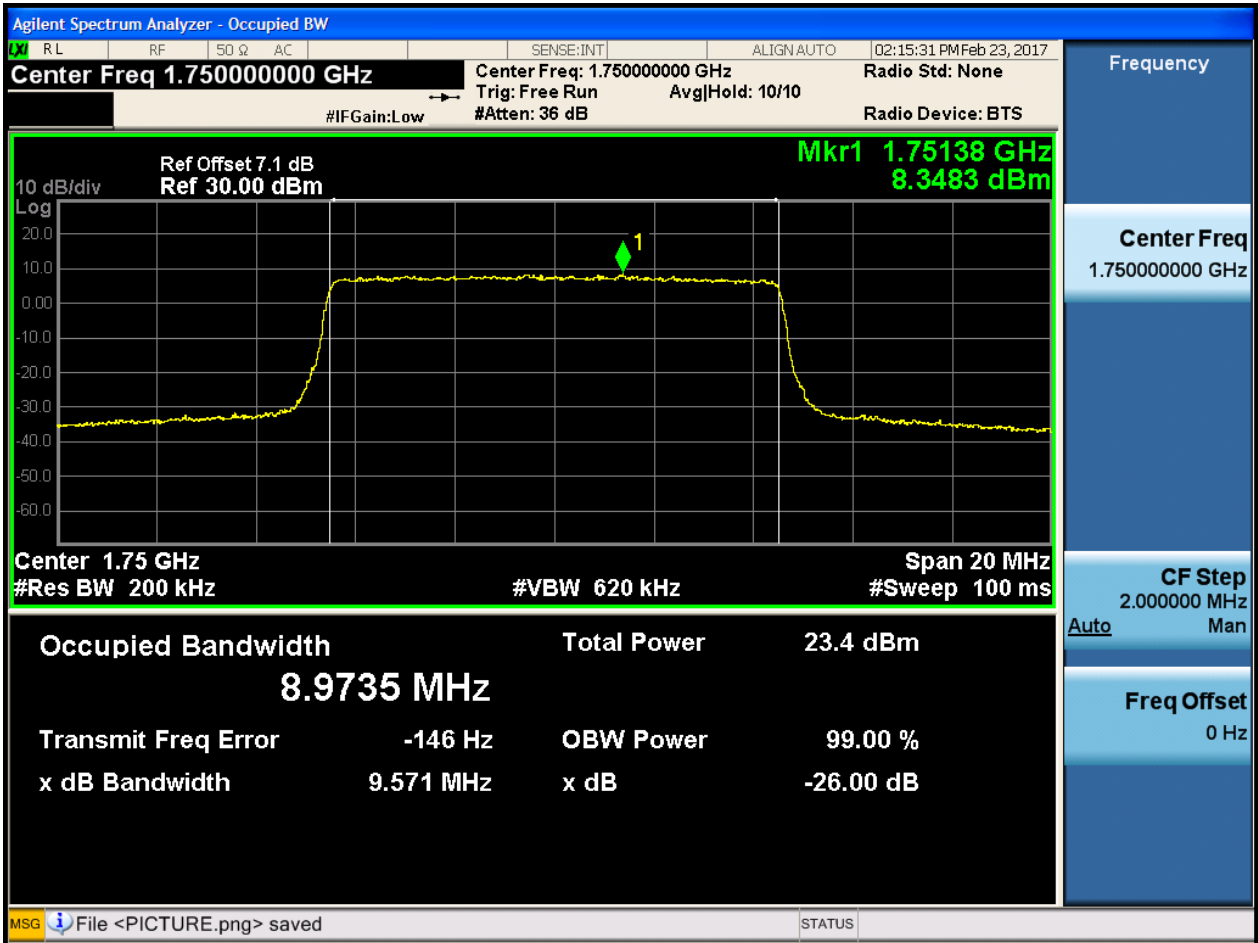 Agilent Spectrum Analyzer - Occupied BW
LXI RL RF 50 Ω AC SENSE:INT ALIGN AUTO 02:15:31 PM Feb 23, 2017
Center Freq 1.750000000 GHz
Center Freq: 1.750000000 GHz
Radio Std: None
Trig: Free Run Avg|Hold: 10/10
#IFGain:Low
#Atten: 36 dB
Radio Device: BTS
Frequency
Mkr1 1.75138 GHz
8.3483 dBm
Ref Offset 7.1 dB
10 dB/div Ref 30.00 dBm
Log
20.0
10.0
0.00
-10.0
-20.0
-30.0
-40.0
-50.0
-60.0
1
Center 1.75 GHz Span 20 MHz
#Res BW 200 kHz #VBW 620 kHz #Sweep 100 ms
Center Freq
1.750000000 GHz
CF Step
2.000000 MHz
Auto Man
Freq Offset
0 Hz
Occupied Bandwidth Total Power 23.4 dBm
8.9735 MHz
Transmit Freq Error -146 Hz OBW Power 99.00 %
x dB Bandwidth 9.571 MHz x dB -26.00 dB
MSG File <PICTURE.png> saved STATUS